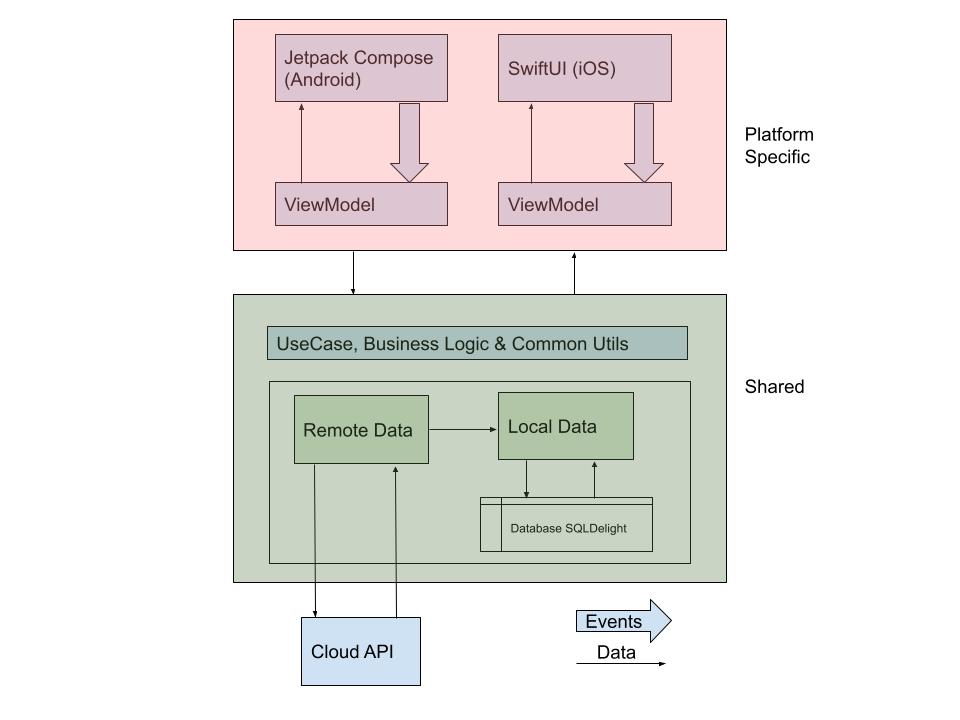 Jetpack Compose
(Android)
SwiftUI (iOS)
Platform
Specific
ViewModel
ViewModel
UseCase, Business Logic & Common Utils
Shared
Remote Data
Local Data
Database SQLDelight
Events
Cloud API
Data